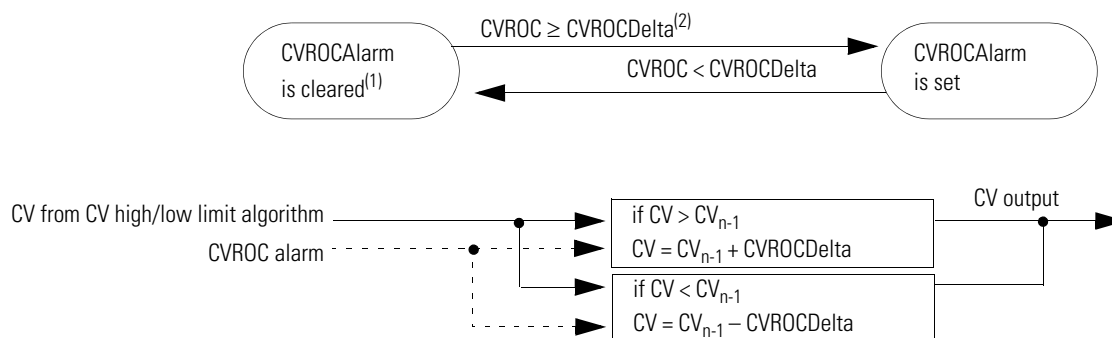 CVROC ≥ CVROCDelta(2)
CVROCAlarm
is cleared(1)
CVROC < CVROCDelta
CVROCAlarm
is set
CV from CV high/low limit algorithm
CVROC alarm
if CV > CVn-1
CV = CVn-1 + CVROCDelta
if CV < CVn-1
CV = CVn-1 – CVROCDelta
CV output